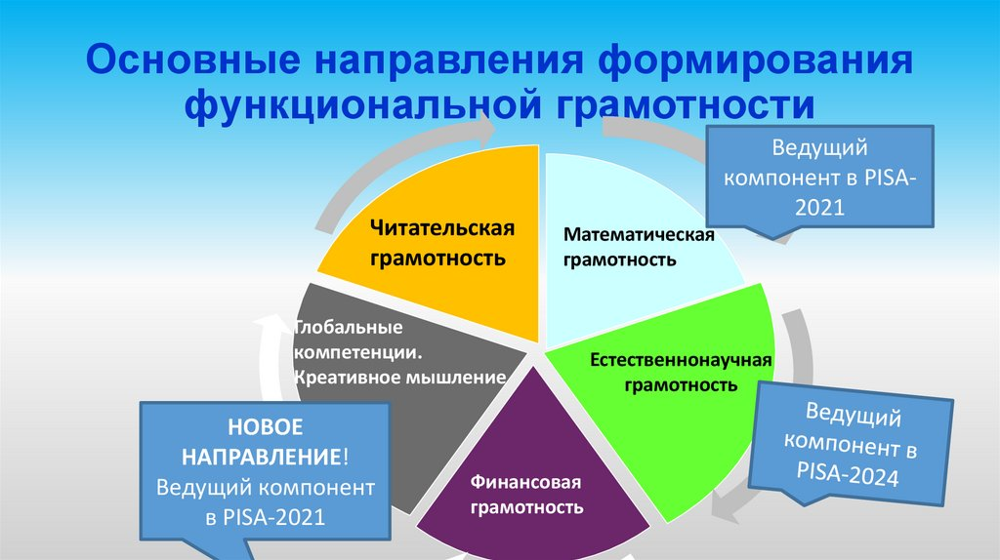 Основные направления формирования
функциональной грамотности
Ведущий
компонент в PISA-
2021
Читательская
грамотность
Математическая
грамотность
Глобальные
компетенции.
Креативное мышление
Естественнонаучная
грамотность
Ведущий
компонент в
PISA-2024
НОВОЕ
НАПРАВЛЕНИЕ!
Ведущий компонент
в PISA-2021
Финансовая
грамотность